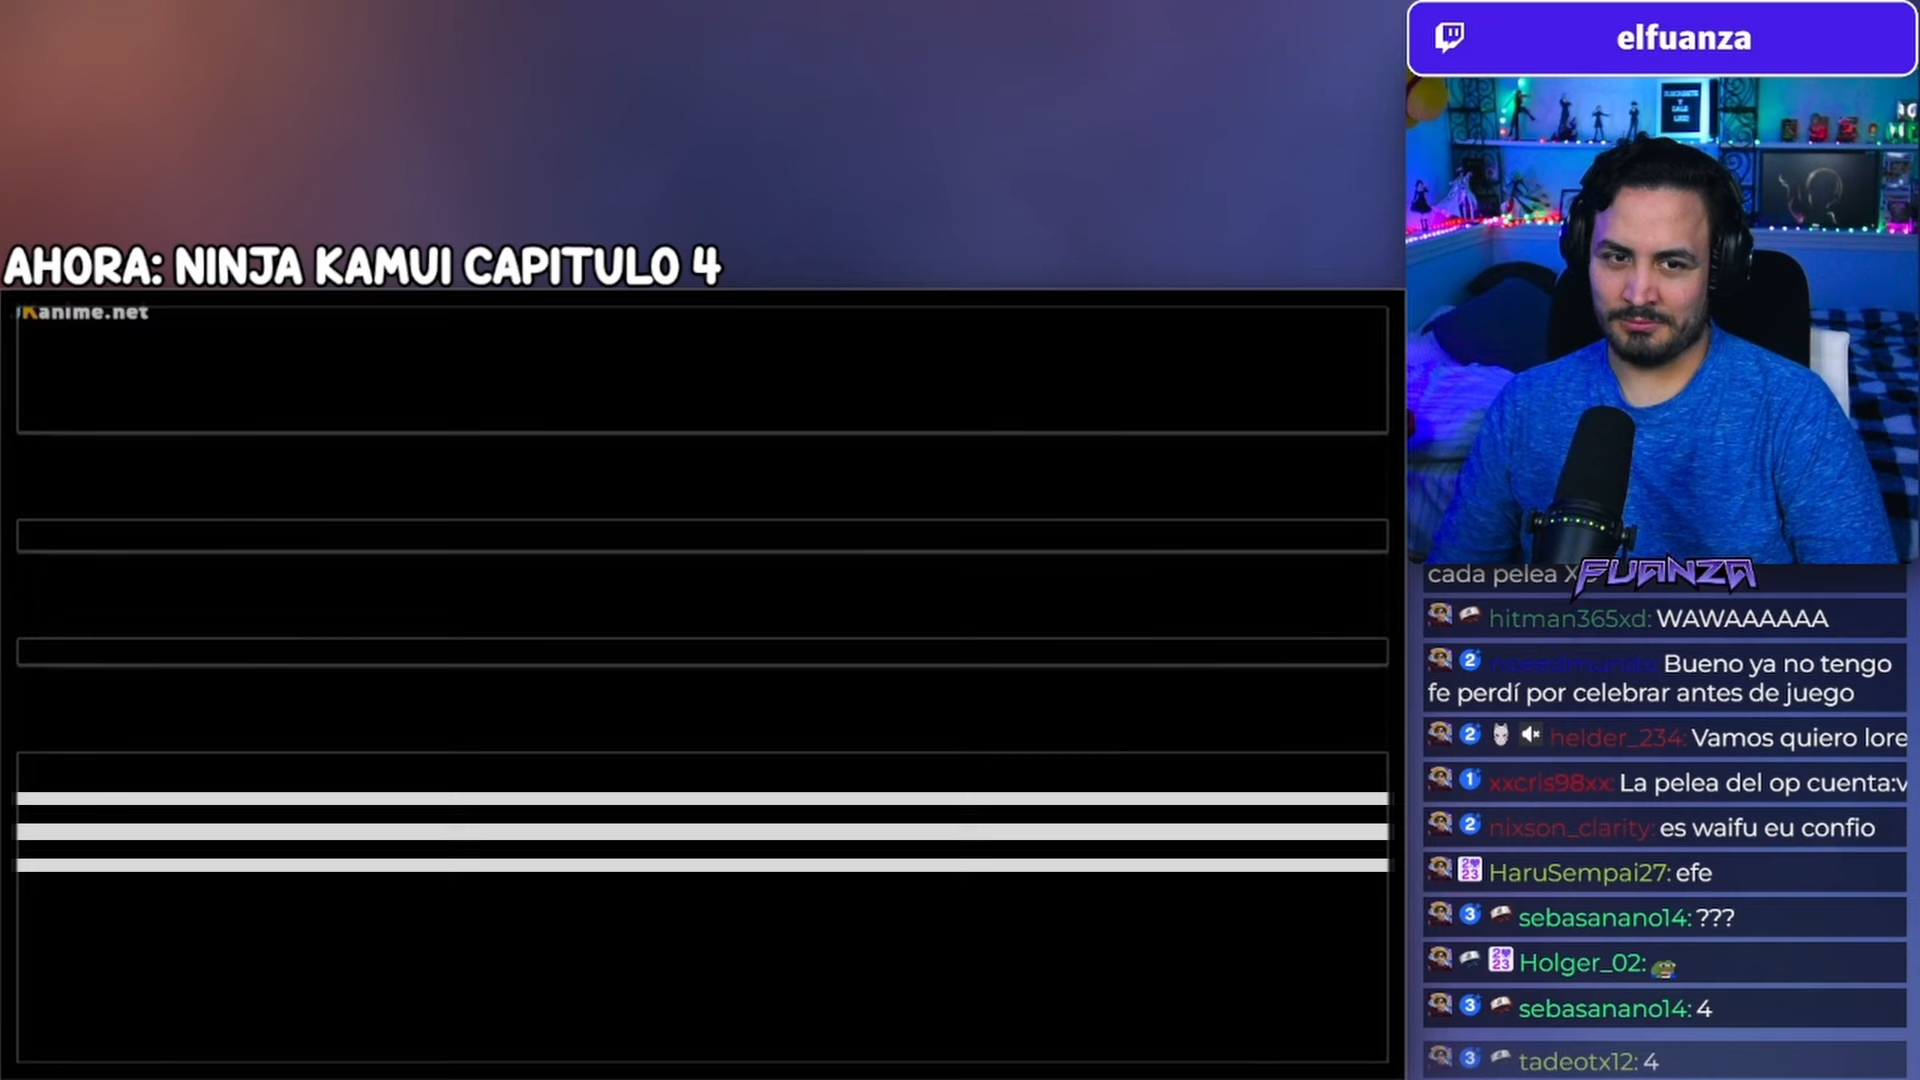 elfuanza
AHORA: NINJA KAMUI CAPITULO 4
JKanime.net
FUANZA
cada pelea X
hitman365xd: WAWAAAAAA
Bueno ya no tengo
fe perdí por celebrar antes de juego
helder_234: Vamos quiero lore
xxcris98xx: La pelea del op cuenta:v
nixson_clarity: es waifu eu confio
HaruSempai27: efe
sebasanano14: ???
Holger_02:
sebasanano14: 4
tadeotx12: 4